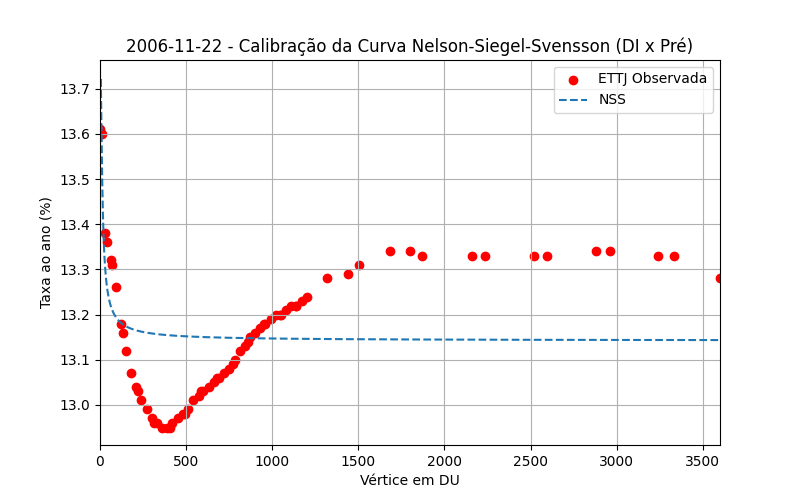 2006-11-22 - Calibração da Curva Nelson-Siegel-Svensson (DI x Pré)
ETTJ Observada
NSS
Taxa ao ano (%)
13.7
13.6
13.5
13.4
13.3
13.2
13.1
13.0
0 500 1000 1500 2000 2500 3000 3500
Vértice em DU